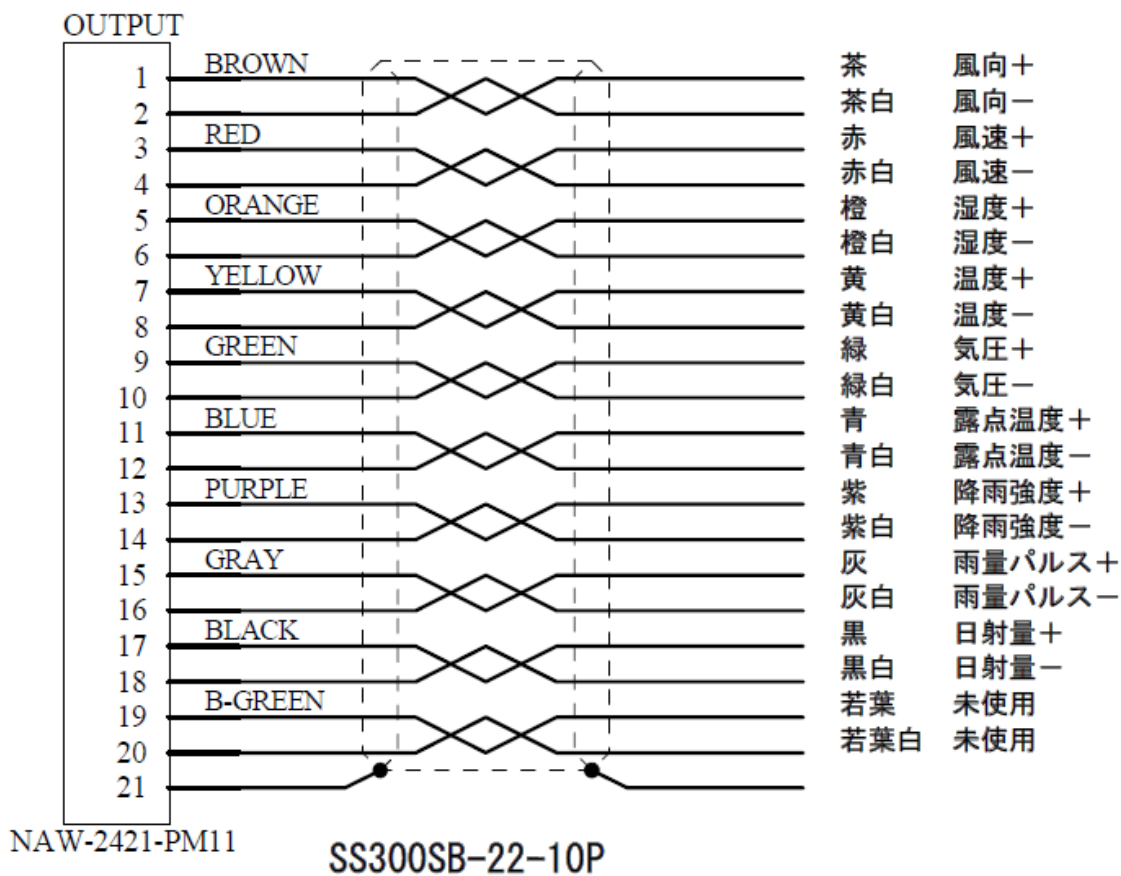 OUTPUT
1 BROWN 茶 風向＋
2 茶白 風向－
3 RED 赤 風速＋
4 赤白 風速－
5 ORANGE 橙 湿度＋
6 橙白 湿度－
7 YELLOW 黄 温度＋
8 黄白 温度－
9 GREEN 緑 気圧＋
10 緑白 気圧－
11 BLUE 青 露点温度＋
12 青白 露点温度－
13 PURPLE 紫 降雨強度＋
14 紫白 降雨強度－
15 GRAY 灰 雨量パルス＋
16 灰白 雨量パルス－
17 BLACK 黒 日射量＋
18 黒白 日射量－
19 B-GREEN 若葉 未使用
20 若葉白 未使用
21
NAW-2421-PM11
SS300SB-22-10P